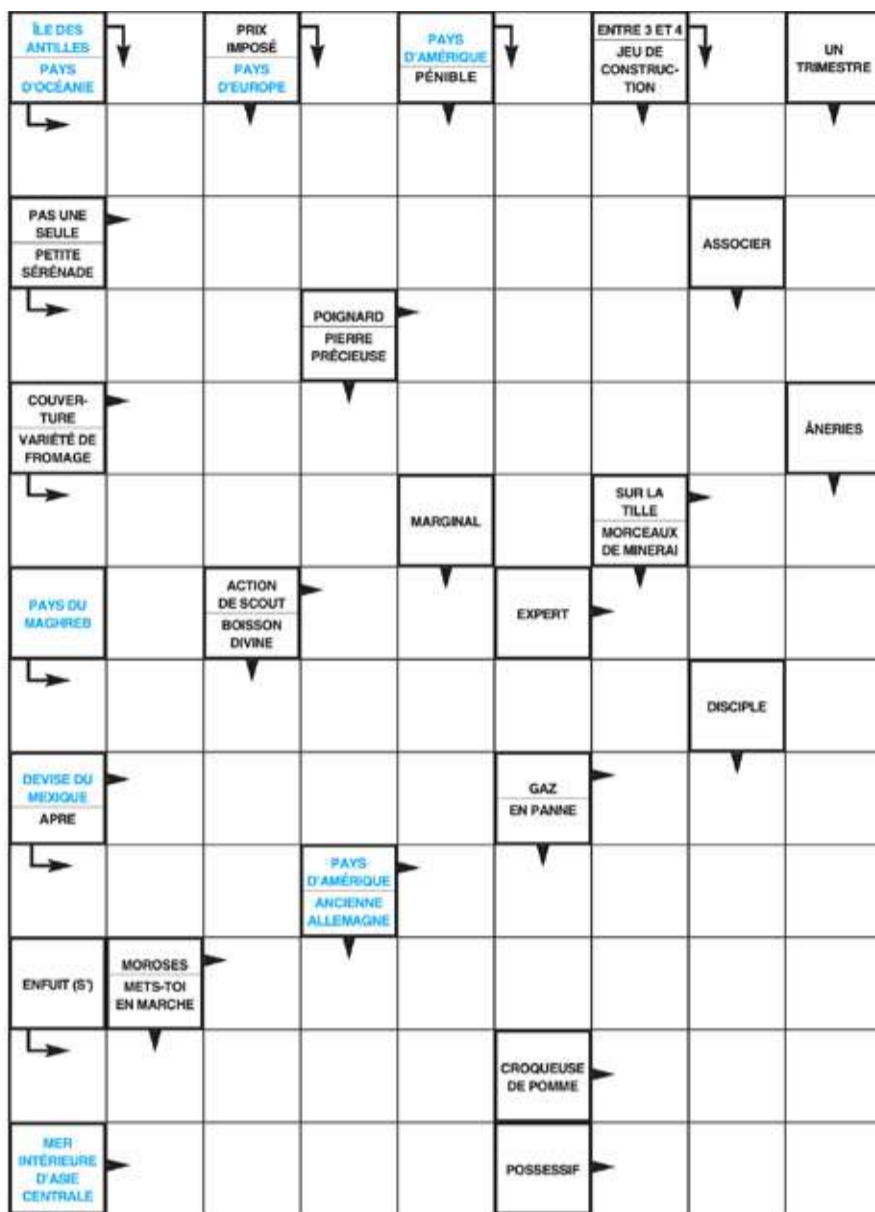 ÎLE DES
ANTILLES
PAYS
D'OCÉANIE
PRIX
IMPOSÉ
PAYS
D'EUROPE
PAYS
D'AMÉRIQUE
PÉNIBLE
ENTRE 3 ET 4
JEU DE
CONSTRUC-
TION
UN
TRIMESTRE
PAS UNE
SEULE
PETITE
SÉRÉNADE
ASSOCIER
POIGNARD
PIERRE
PRÉCIEUSE
COUVER-
TURE
VARIÉTÉ DE
FROMAGE
ÂNERIES
MARGINAL
SUR LA
TILLE
MORCEAUX
DE MINERAI
PAYS DU
MAGHREB
ACTION
DE SCOUT
BOISSON
DIVINE
EXPERT
DISCIPLE
DEVISE DU
MEXIQUE
APRE
GAZ
EN PANNE
PAYS
D'AMÉRIQUE
ANCIENNE
ALLEMAGNE
ENFUIT (S')
MOROSES
METS-TOI
EN MARCHE
CROQUEUSE
DE POMME
MER
INTÉRIEURE
D'ASIE
CENTRALE
POSSESSIF